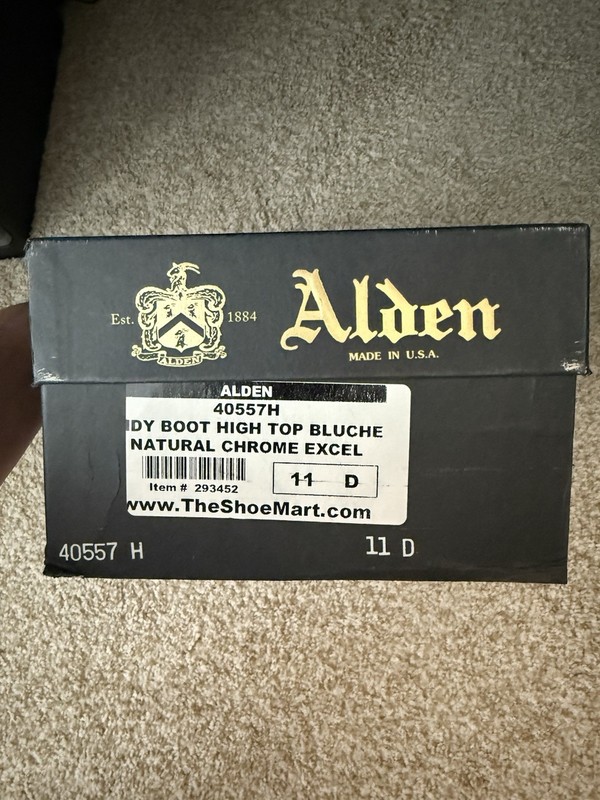 Est. 1884
ALDEN
Alden
MADE IN U.S.A.
ALDEN
40557H
IDY BOOT HIGH TOP BLUCHE
NATURAL CHROME EXCEL
Item # 293452
11 D
www.TheShoeMart.com
40557 H 11 D